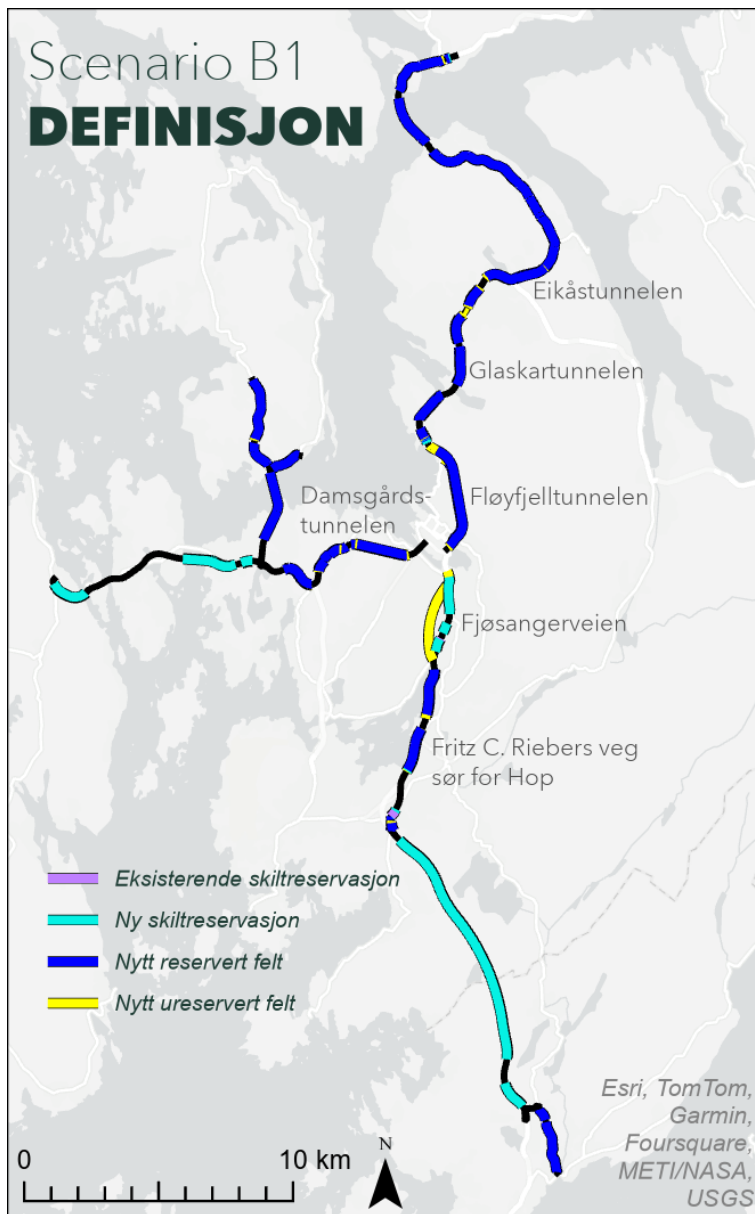 Scenario B1
DEFINISJON
Eikåstunnelen
Glaskartunnelen
Damsgårds-
tunnelen
Fløyfjelltunnelen
Fjøsangerveien
Fritz C. Riebers veg
sør for Hop
Eksisterende skiltreservasjon
Ny skiltreservasjon
Nytt reservert felt
Nytt ureservert felt
0 10 km
N
Esri, TomTom,
Garmin,
Foursquare,
METI/NASA,
USGS